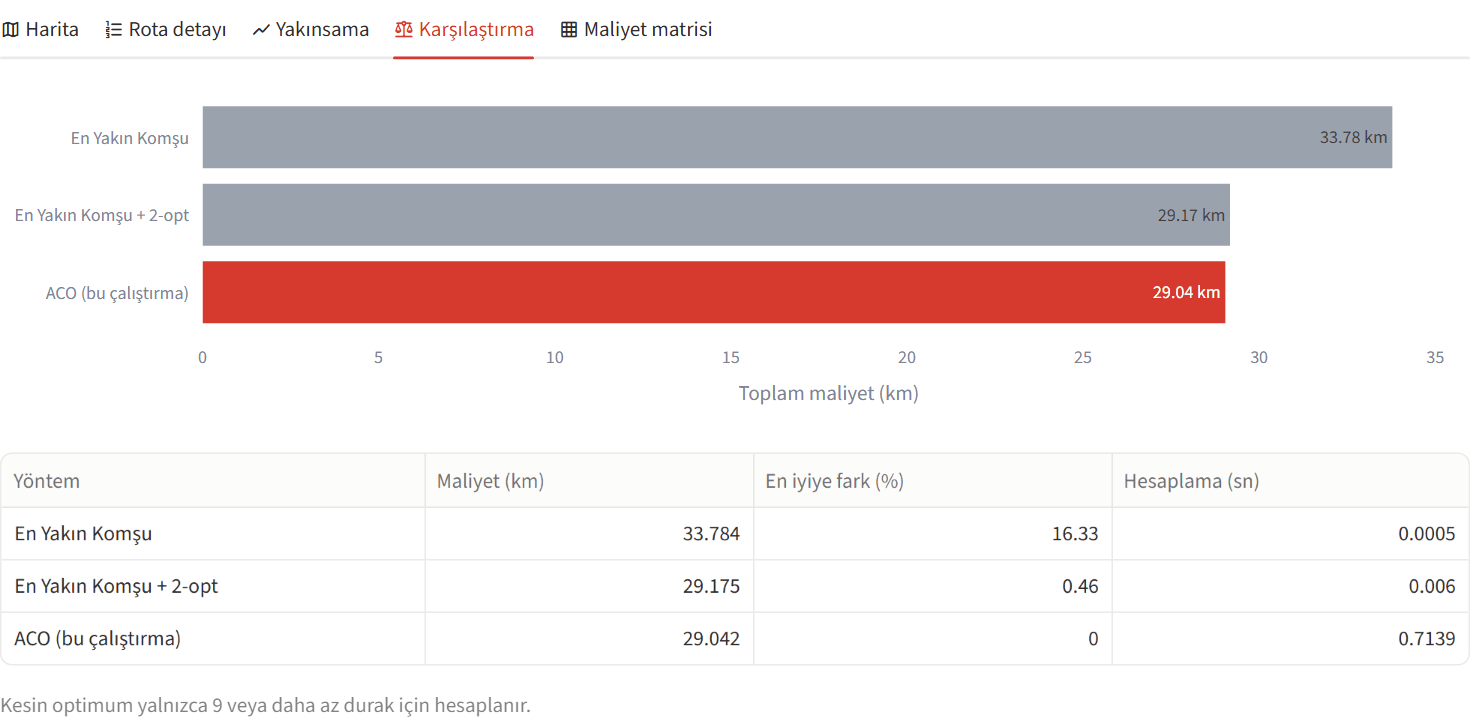 Harita Rota detayı Yakınsama Karşılaştırma Maliyet matrisi
En Yakın Komşu 33.78 km
En Yakın Komşu + 2-opt 29.17 km
ACO (bu çalıştırma) 29.04 km
0 5 10 15 20 25 30 35
Toplam maliyet (km)
Yöntem Maliyet (km) En iyiye fark (%) Hesaplama (sn)
En Yakın Komşu 33.784 16.33 0.0005
En Yakın Komşu + 2-opt 29.175 0.46 0.006
ACO (bu çalıştırma) 29.042 0 0.7139
Kesin optimum yalnızca 9 veya daha az durak için hesaplanır.